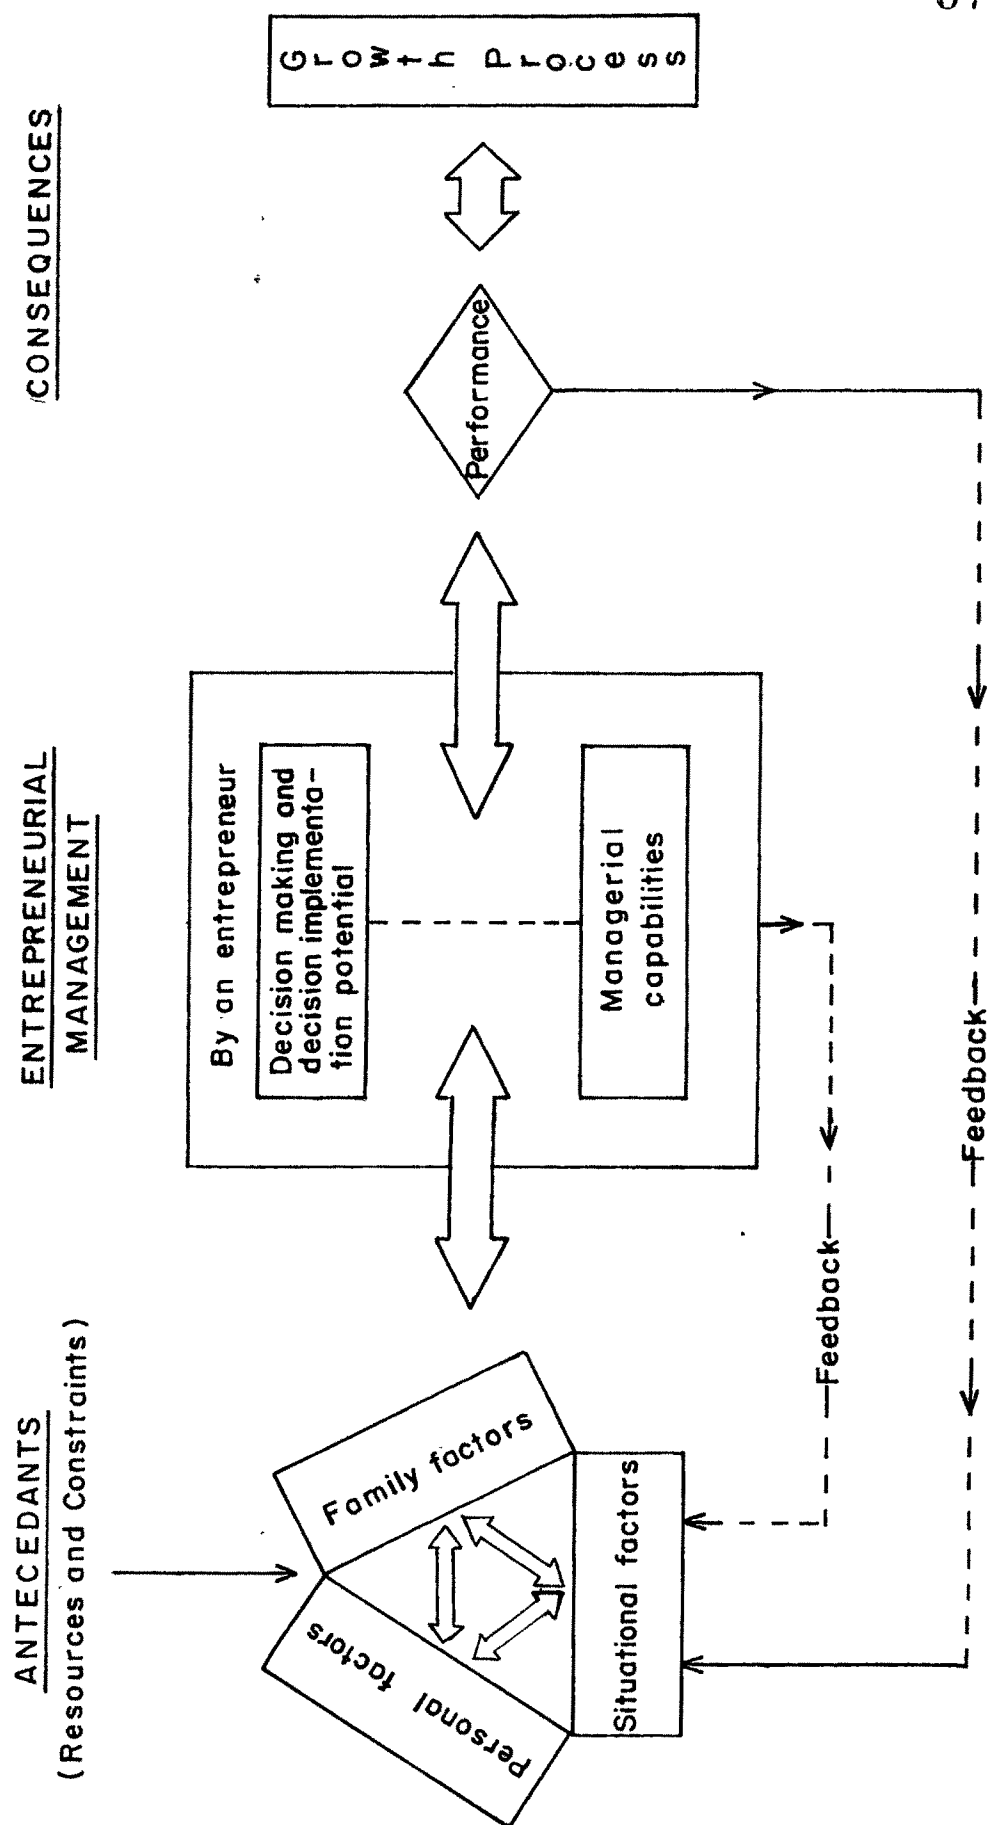 ANTECEDANTS
(Resources and Constraints)
Personal factors
Family factors
Situational factors
ENTREPRENEURIAL
MANAGEMENT
By an entrepreneur
Decision making and
decision implementa-
tion potential
Managerial
capabilities
CONSEQUENCES
Performance
Growth Process
Feedback
Feedback